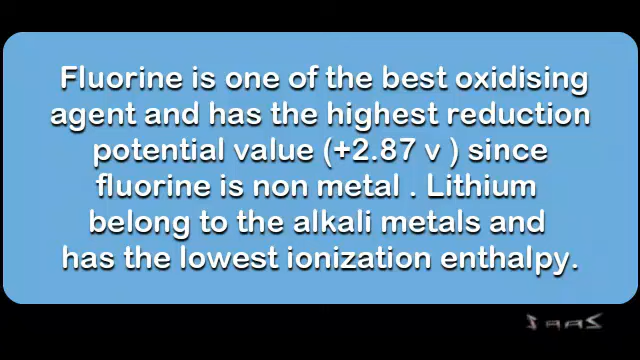 Fluorine is one of the best oxidising
agent and has the highest reduction
potential value (+2.87 v ) since
fluorine is non metal . Lithium
belong to the alkali metals and
has the lowest ionization enthalpy.